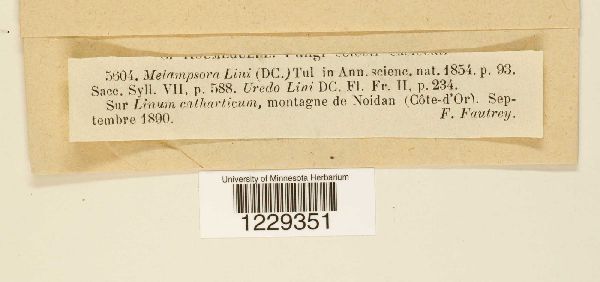 5604. Melampsora Lini (DC.) Tul in Ann. scienc. nat. 1854. p. 93.
Sacc. Syll. VII, p. 588. Uredo Lini DC. Fl. Fr. II, p. 234.
Sur Linum catharticum, montagne de Noidan (Côte-d'Or). Sep-
tembre 1890. F. Fautrey.
University of Minnesota Herbarium
1229351